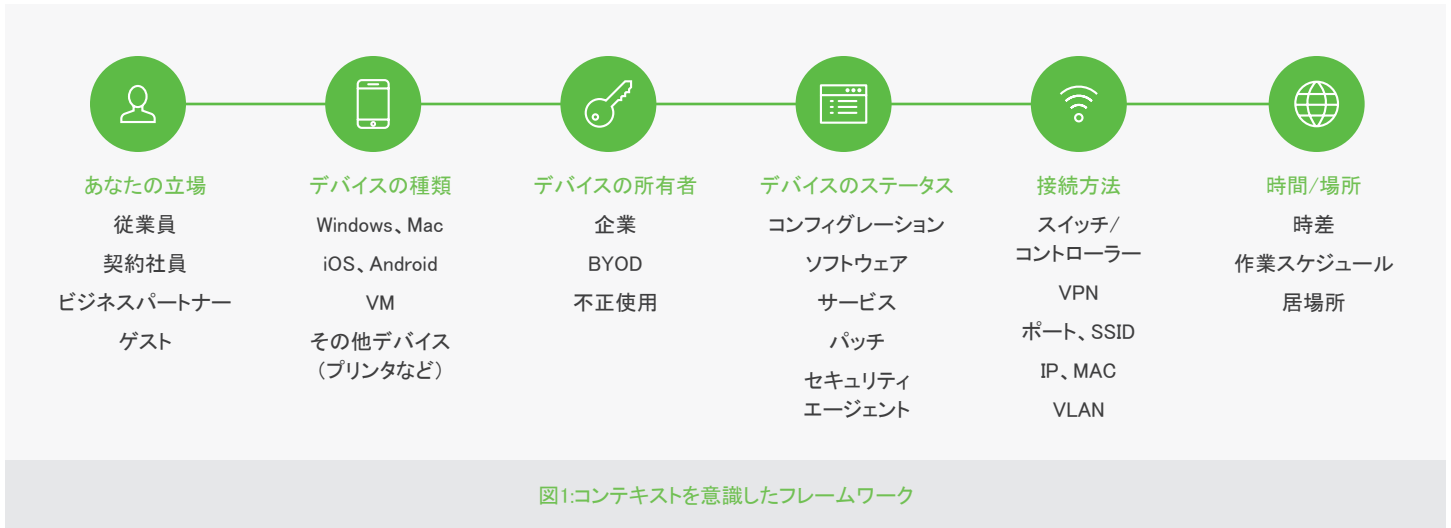 あなたの立場
従業員
契約社員
ビジネスパートナー
ゲスト
デバイスの種類
Windows、Mac
iOS、Android
VM
その他デバイス
(プリンタなど)
デバイスの所有者
企業
BYOD
不正使用
デバイスのステータス
コンフィグレーション
ソフトウェア
サービス
パッチ
セキュリティ
エージェント
接続方法
スイッチ/
コントローラー
VPN
ポート、SSID
IP、MAC
VLAN
時間/場所
時差
作業スケジュール
居場所
図1:コンテキストを意識したフレームワーク